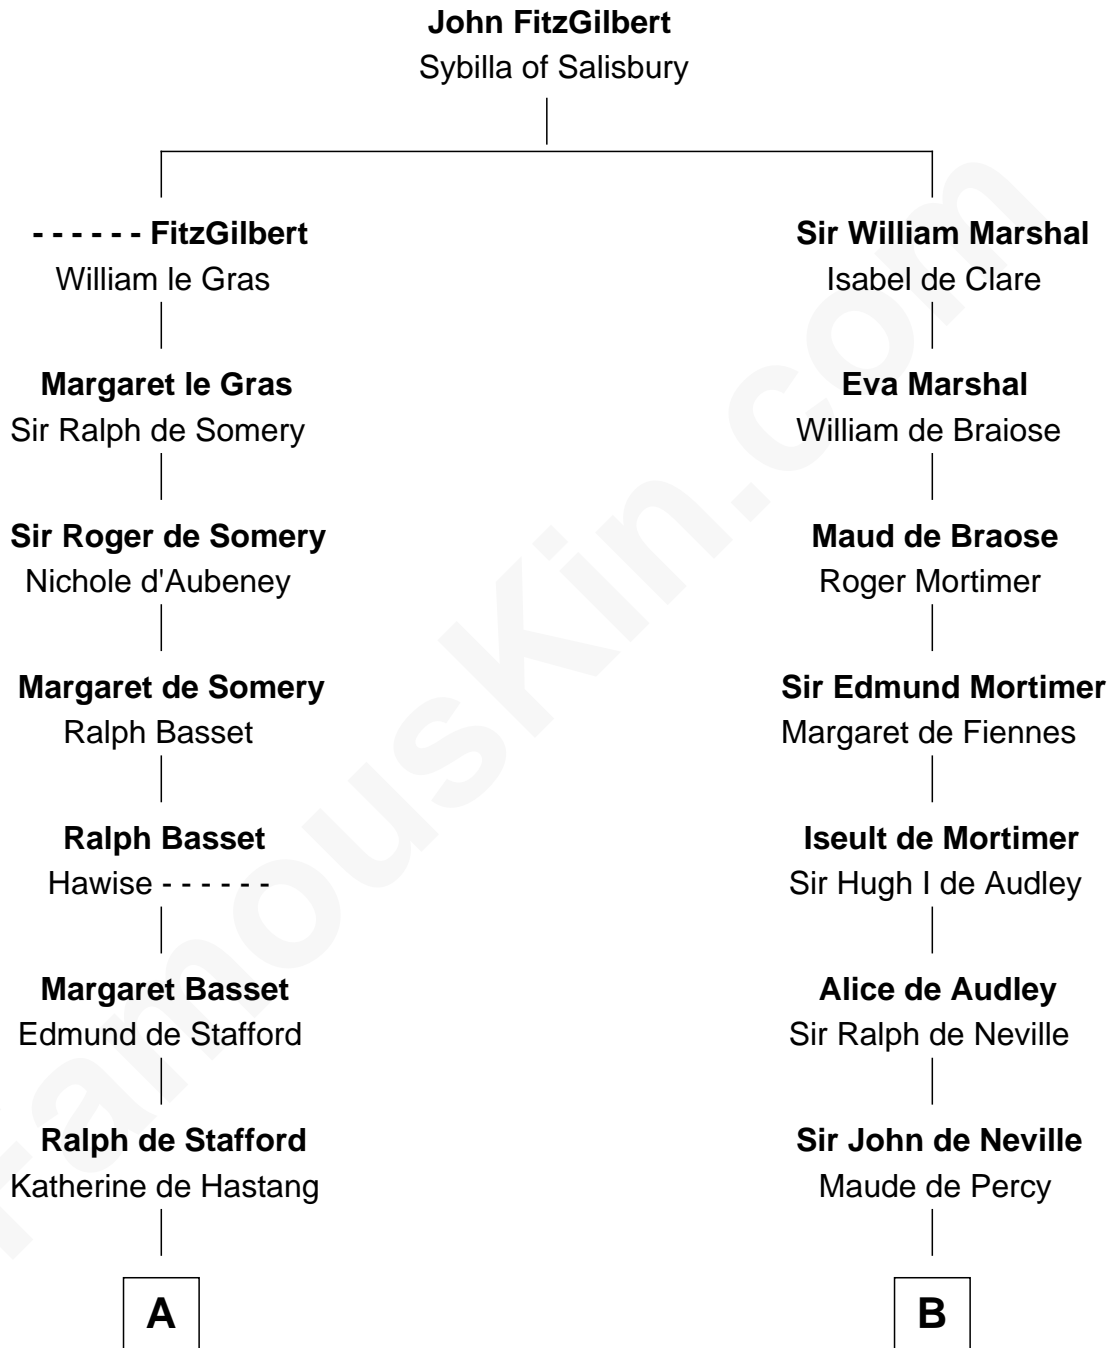 John FitzGilbert
Sybilla of Salisbury
- - - - - - FitzGilbert
William le Gras
Margaret le Gras
Sir Ralph de Somery
Sir Roger de Somery
Nichole d'Aubeney
Margaret de Somery
Ralph Basset
Ralph Basset
Hawise - - - - - -
Margaret Basset
Edmund de Stafford
Ralph de Stafford
Katherine de Hastang
A
Sir William Marshal
Isabel de Clare
Eva Marshal
William de Braiose
Maud de Braose
Roger Mortimer
Sir Edmund Mortimer
Margaret de Fiennes
Iseult de Mortimer
Sir Hugh I de Audley
Alice de Audley
Sir Ralph de Neville
Sir John de Neville
Maude de Percy
B
FamousKin.com